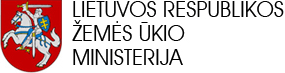 LIETUVOS RESPUBLIKOS
ŽEMĖS ŪKIO
MINISTERIJA